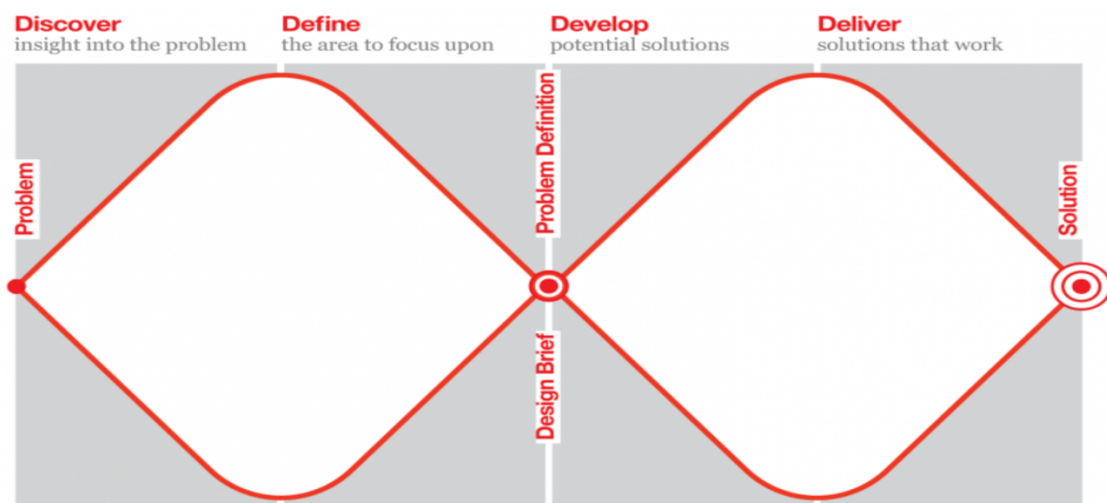 Discover
insight into the problem
Define
the area to focus upon
Develop
potential solutions
Deliver
solutions that work
Problem
Problem Definition
Design Brief
Solution